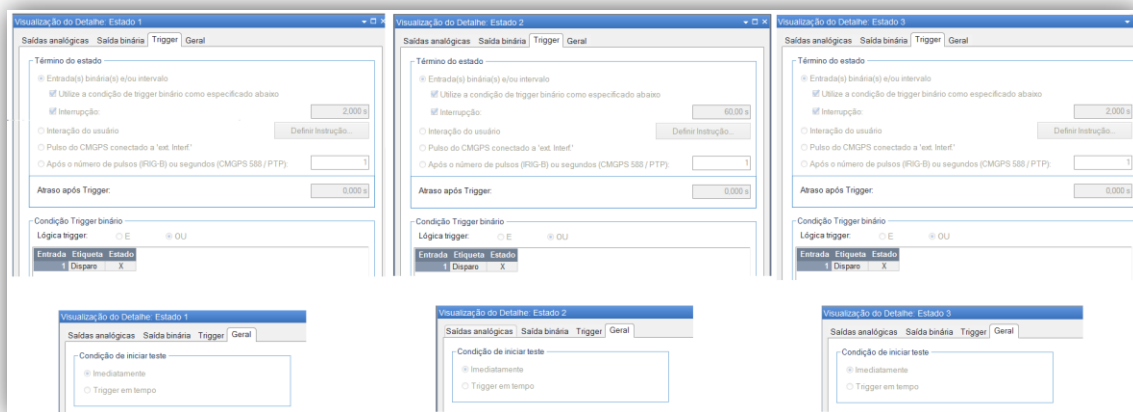 Visualização do Detalhe: Estado 1
Saídas analógicas Saída binária Trigger Geral
Término do estado
Entrada(s) binária(s) e/ou intervalo
Utilize a condição de trigger binário como especificado abaixo
Interrupção: 2,000 s
Interação do usuário Definir Instrução...
Pulso do CMGPS conectado a 'ext. Interf.'
Após o número de pulsos (IRIG-B) ou segundos (CMGPS 588 / PTP): 1
Atraso após Trigger: 0,000 s
Condição Trigger binário
Lógica trigger: E OU
Entrada Etiqueta Estado
1 Disparo X
Visualização do Detalhe: Estado 2
Saídas analógicas Saída binária Trigger Geral
Término do estado
Entrada(s) binária(s) e/ou intervalo
Utilize a condição de trigger binário como especificado abaixo
Interrupção: 60,00 s
Interação do usuário Definir Instrução...
Pulso do CMGPS conectado a 'ext. Interf.'
Após o número de pulsos (IRIG-B) ou segundos (CMGPS 588 / PTP): 1
Atraso após Trigger: 0,000 s
Condição Trigger binário
Lógica trigger: E OU
Entrada Etiqueta Estado
1 Disparo X
Visualização do Detalhe: Estado 3
Saídas analógicas Saída binária Trigger Geral
Término do estado
Entrada(s) binária(s) e/ou intervalo
Utilize a condição de trigger binário como especificado abaixo
Interrupção: 2,000 s
Interação do usuário Definir Instrução...
Pulso do CMGPS conectado a 'ext. Interf.'
Após o número de pulsos (IRIG-B) ou segundos (CMGPS 588 / PTP): 1
Atraso após Trigger: 0,000 s
Condição Trigger binário
Lógica trigger: E OU
Entrada Etiqueta Estado
1 Disparo X
Visualização do Detalhe: Estado 1
Saídas analógicas Saída binária Trigger Geral
Condição de iniciar teste
Imediatamente
Trigger em tempo
Visualização do Detalhe: Estado 2
Saídas analógicas Saída binária Trigger Geral
Condição de iniciar teste
Imediatamente
Trigger em tempo
Visualização do Detalhe: Estado 3
Saídas analógicas Saída binária Trigger Geral
Condição de iniciar teste
Imediatamente
Trigger em tempo